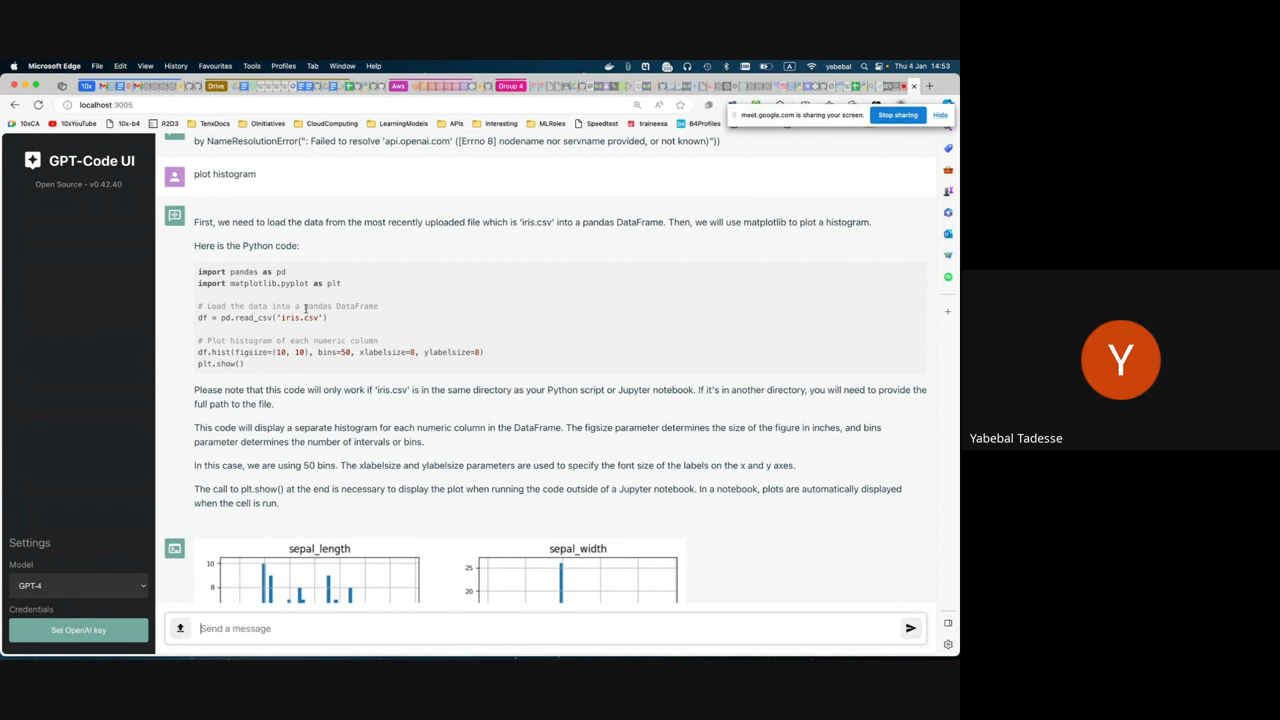 Microsoft Edge File Edit View History Favourites Tools Profiles Tab Window Help yabebal Thu 4 Jan 14:53
10x Drive Aws Group 4
localhost:3005
meet.google.com is sharing your screen. Stop sharing Hide
10xCA 10xYouTube 10x-b4 R2D3 TenxDocs GInitiatives CloudComputing LearningModels APIs Interesting MLRoles Speedtest traineesa B4Profiles
by NameResolutionError(": Failed to resolve 'api.openai.com' ([Errno 8] nodename nor servname provided, or not known)"))
GPT-Code UI
Open Source - v0.42.40
plot histogram
First, we need to load the data from the most recently uploaded file which is 'iris.csv' into a pandas DataFrame. Then, we will use matplotlib to plot a histogram.
Here is the Python code:
import pandas as pd
import matplotlib.pyplot as plt
# Load the data into a pandas DataFrame
df = pd.read_csv('iris.csv')
# Plot histogram of each numeric column
df.hist(figsize=(10, 10), bins=50, xlabelsize=8, ylabelsize=8)
plt.show()
Please note that this code will only work if 'iris.csv' is in the same directory as your Python script or Jupyter notebook. If it's in another directory, you will need to provide the
full path to the file.
This code will display a separate histogram for each numeric column in the DataFrame. The figsize parameter determines the size of the figure in inches, and bins
parameter determines the number of intervals or bins.
In this case, we are using 50 bins. The xlabelsize and ylabelsize parameters are used to specify the font size of the labels on the x and y axes.
The call to plt.show() at the end is necessary to display the plot when running the code outside of a Jupyter notebook. In a notebook, plots are automatically displayed
when the cell is run.
sepal_length sepal_width
10
8
25
20
Settings
Model
GPT-4
Credentials
Set OpenAI key
Send a message
Y
Yabebal Tadesse